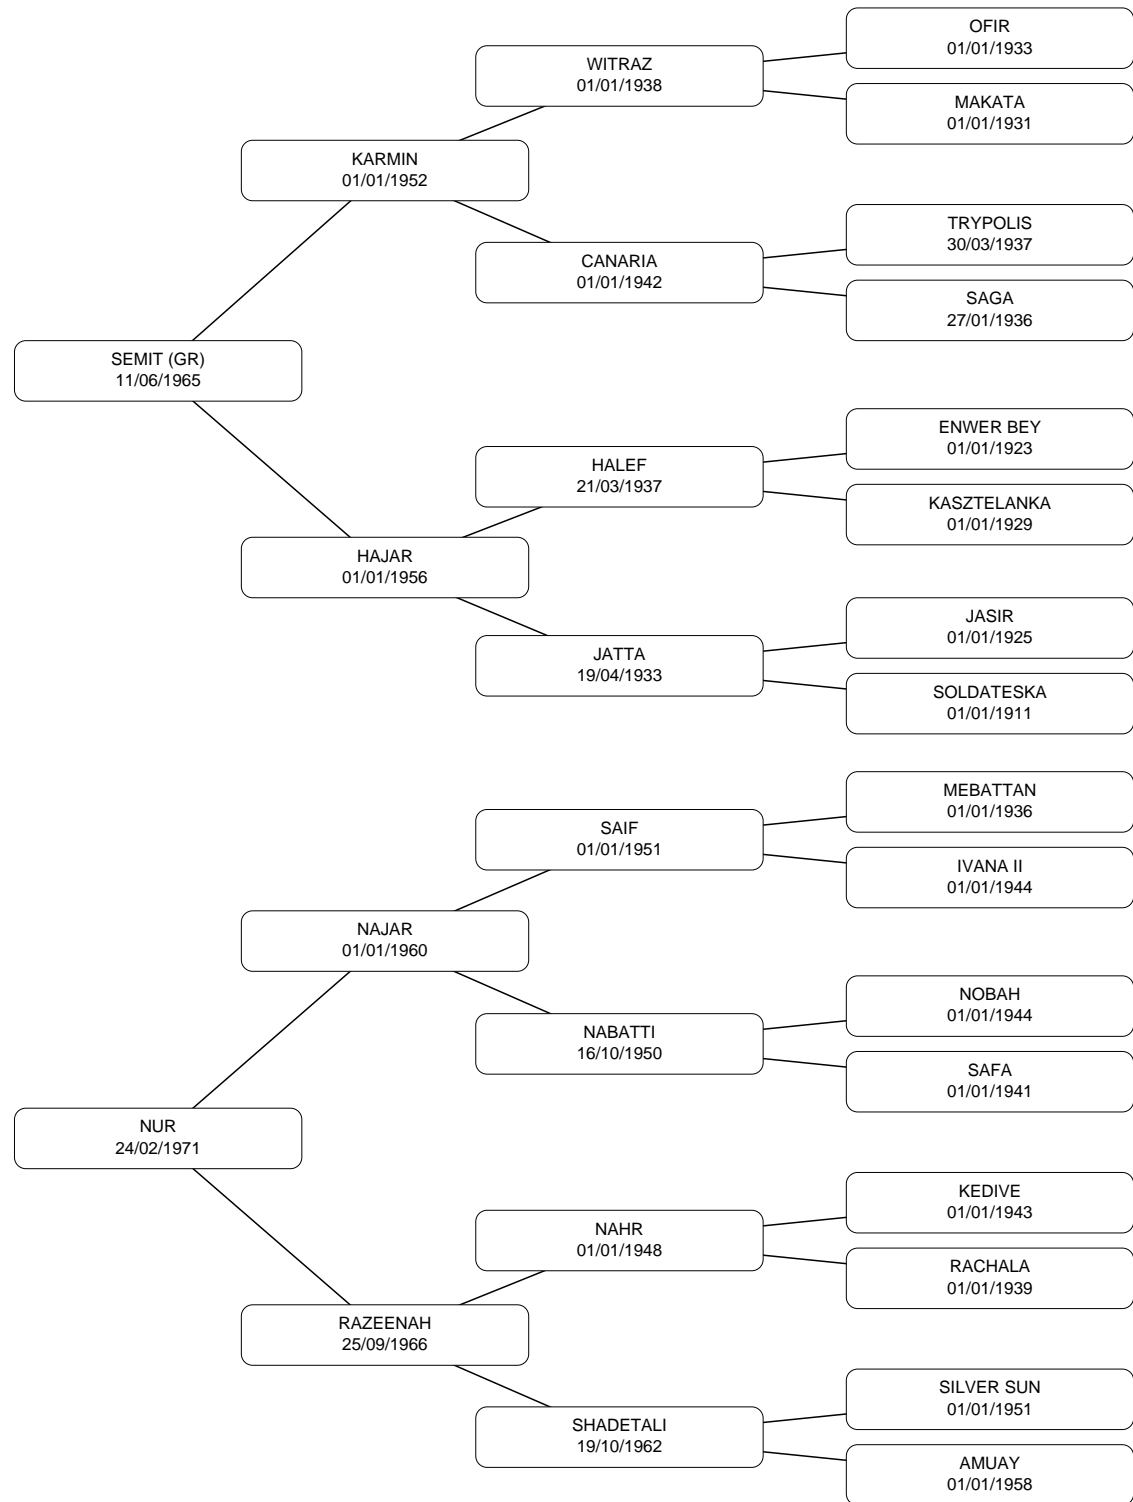 OFIR
01/01/1933
WITRAZ
01/01/1938
MAKATA
01/01/1931
KARMIN
01/01/1952
TRYPOLIS
30/03/1937
CANARIA
01/01/1942
SAGA
27/01/1936
SEMIT (GR)
11/06/1965
ENWER BEY
01/01/1923
HALEF
21/03/1937
KASZTELANKA
01/01/1929
HAJAR
01/01/1956
JASIR
01/01/1925
JATTA
19/04/1933
SOLDATESKA
01/01/1911
MEBATTAN
01/01/1936
SAIF
01/01/1951
IVANA II
01/01/1944
NAJAR
01/01/1960
NOBAH
01/01/1944
NABATTI
16/10/1950
SAFA
01/01/1941
NUR
24/02/1971
KEDIVE
01/01/1943
NAHR
01/01/1948
RACHALA
01/01/1939
RAZEENAH
25/09/1966
SILVER SUN
01/01/1951
SHADETALI
19/10/1962
AMUAY
01/01/1958